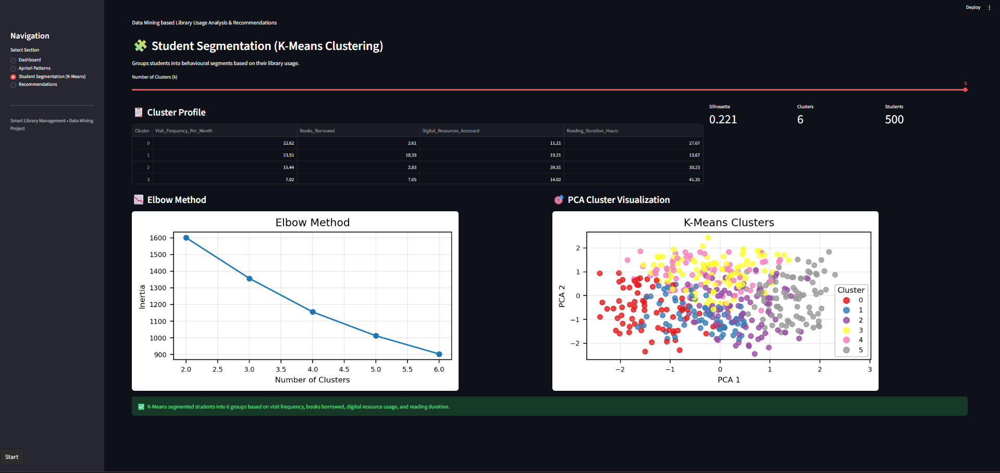 Deploy
Data Mining based Library Usage Analysis & Recommendations
Navigation
Select Section
Dashboard
Apriori Patterns
Student Segmentation (K-Means)
Recommendations
Smart Library Management • Data Mining
Project
Start
Student Segmentation (K-Means Clustering)
Groups students into behavioural segments based on their library usage.
Number of Clusters (k)
6
Cluster Profile
Cluster Visit_Frequency_Per_Month Books_Borrowed Digital_Resources_Accessed Reading_Duration_Hours
0 22.62 2.61 11.21 27.07
1 23.51 10.39 19.21 13.67
2 15.44 2.83 39.31 30.23
3 7.02 7.05 14.02 41.35
Silhouette Clusters Students
0.221 6 500
Elbow Method
Elbow Method
1600
1500
1400
1300
1200
1100
1000
900
Inertia
2.0 2.5 3.0 3.5 4.0 4.5 5.0 5.5 6.0
Number of Clusters
PCA Cluster Visualization
K-Means Clusters
2
1
0
−1
−2
PCA 2
Cluster
0
1
2
3
4
5
−2 −1 0 1 2 3
PCA 1
K-Means segmented students into 6 groups based on visit frequency, books borrowed, digital resource usage, and reading duration.